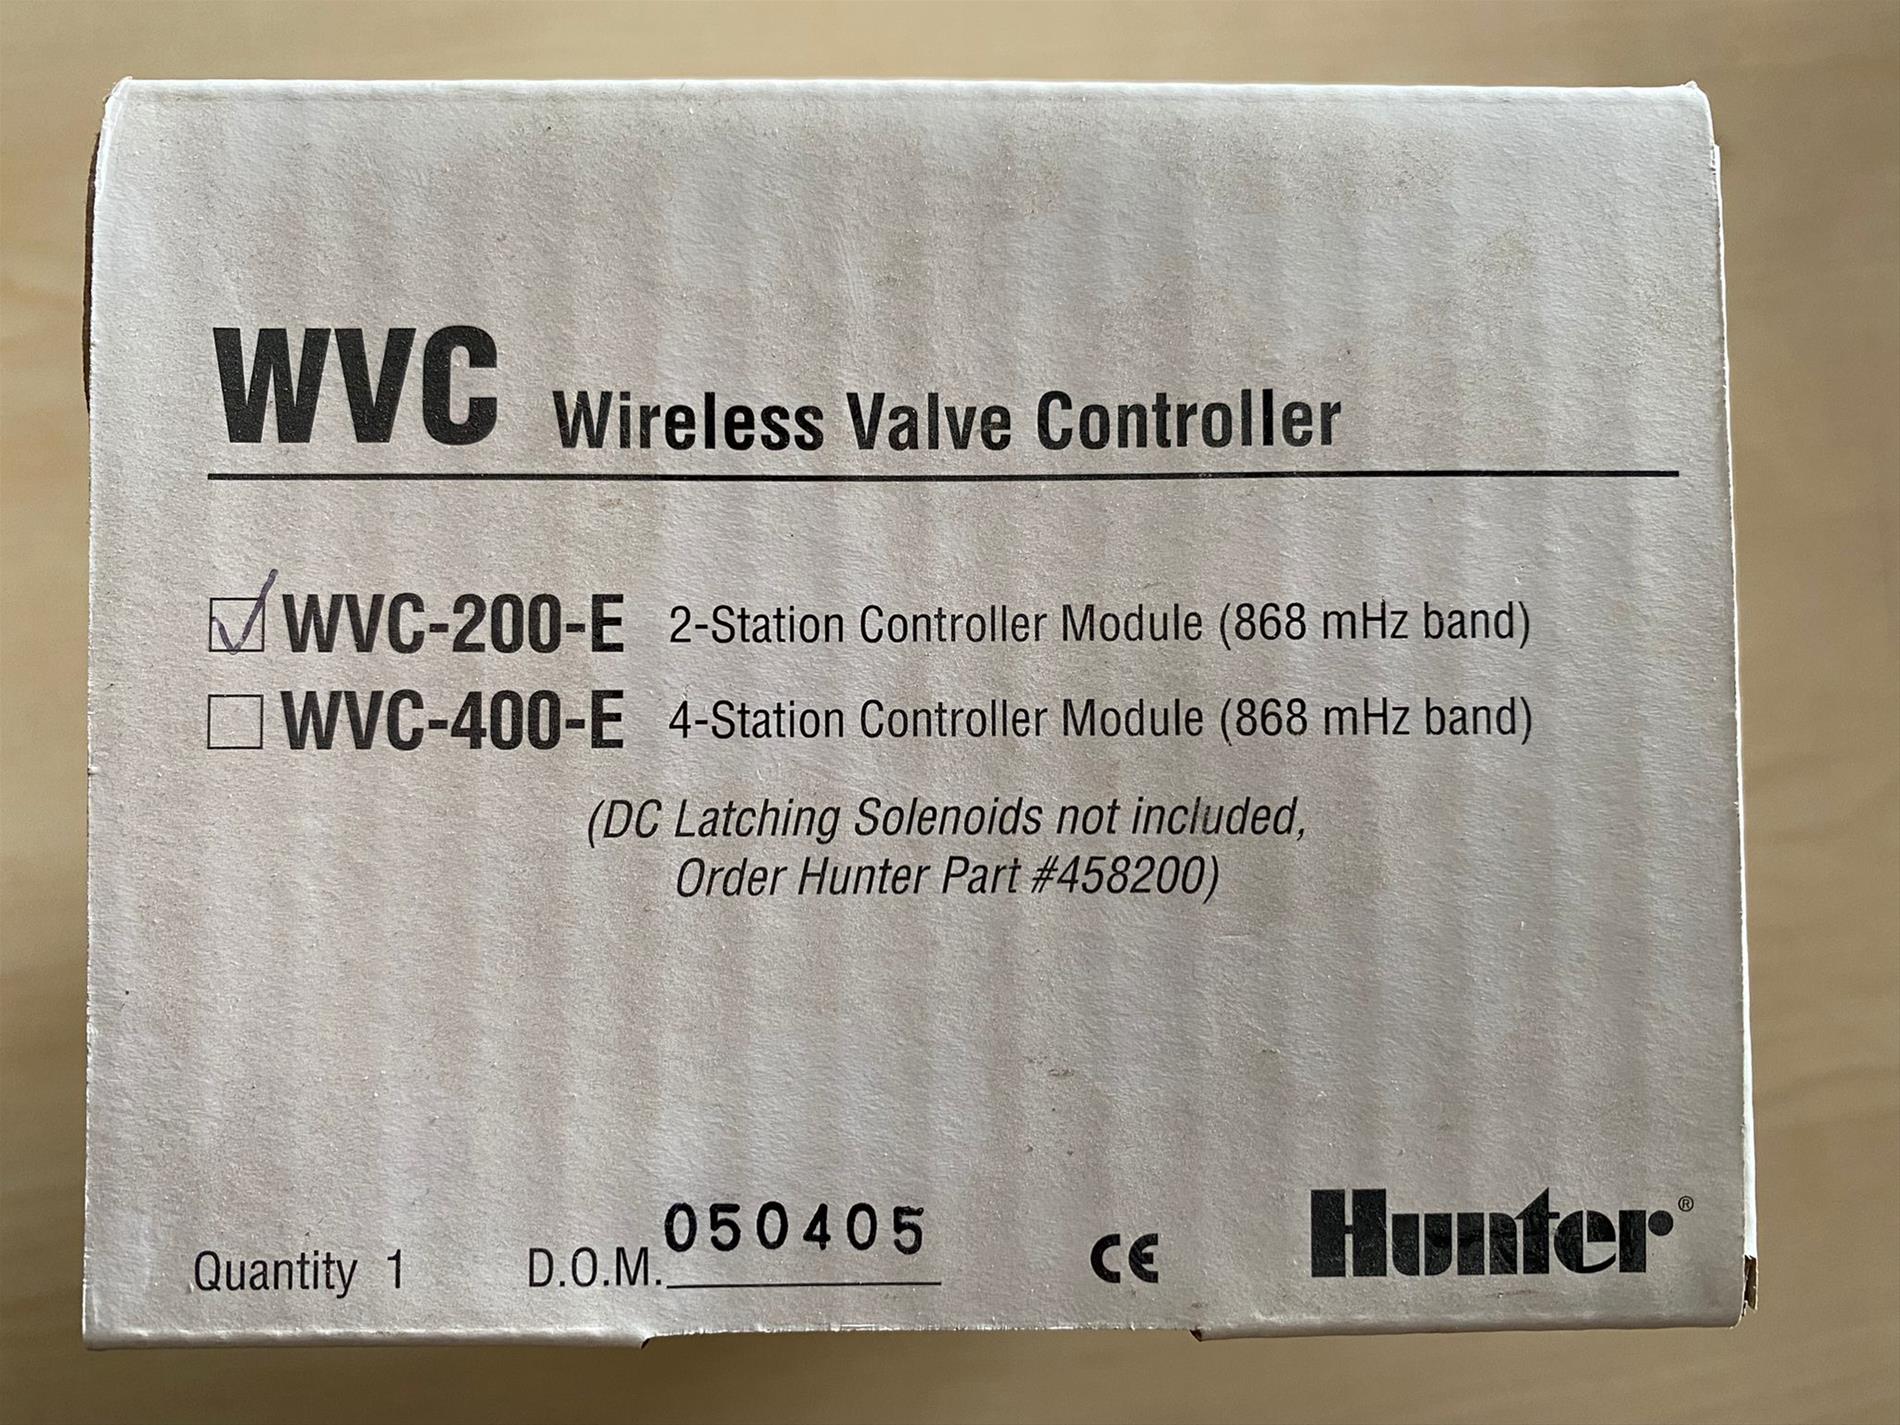 WVC Wireless Valve Controller
WVC-200-E 2-Station Controller Module (868 mHz band)
WVC-400-E 4-Station Controller Module (868 mHz band)
(DC Latching Solenoids not included,
Order Hunter Part #458200)
Quantity 1 D.O.M. 050405 CE Hunter®